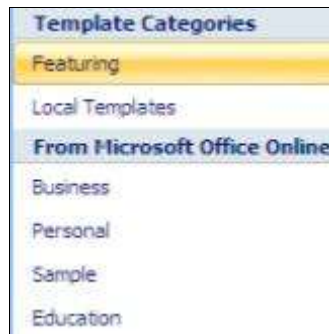 Template Categories
Featuring
Local Templates
From Microsoft Office Online
Business
Personal
Sample
Education